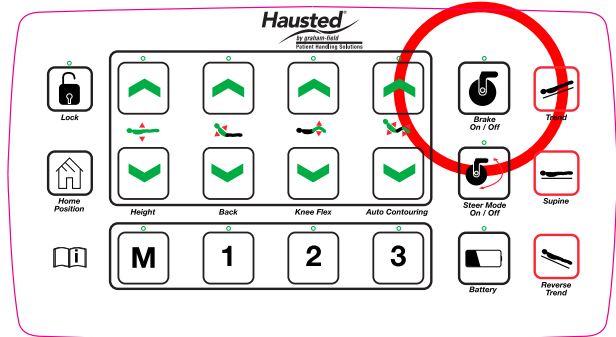 Hausted®
by graham-field
Patient Handling Solutions
Lock
Brake
On / Off
Trend
Home
Position
Height
Back
Knee Flex
Auto Contouring
Steer Mode
On / Off
Supine
i
M
1
2
3
Battery
Reverse
Trend